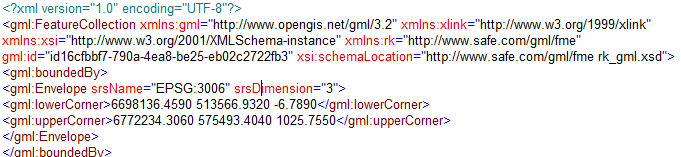 <?xml version="1.0" encoding="UTF-8"?>
<gml:FeatureCollection xmlns:gml="http://www.opengis.net/gml/3.2" xmlns:xlink="http://www.w3.org/1999/xlink"
xmlns:xsi="http://www.w3.org/2001/XMLSchema-instance" xmlns:rk="http://www.safe.com/gml/fme"
gml:id="id16cfbbf7-790a-4ea8-be25-eb02c2722fb3" xsi:schemaLocation="http://www.safe.com/gml/fme rk_gml.xsd">
<gml:boundedBy>
<gml:Envelope srsName="EPSG:3006" srsDimension="3">
<gml:lowerCorner>6698136.4590 513566.9320 -6.7890</gml:lowerCorner>
<gml:upperCorner>6772234.3060 575493.4040 1025.7550</gml:upperCorner>
</gml:Envelope>
</gml:boundedBy>